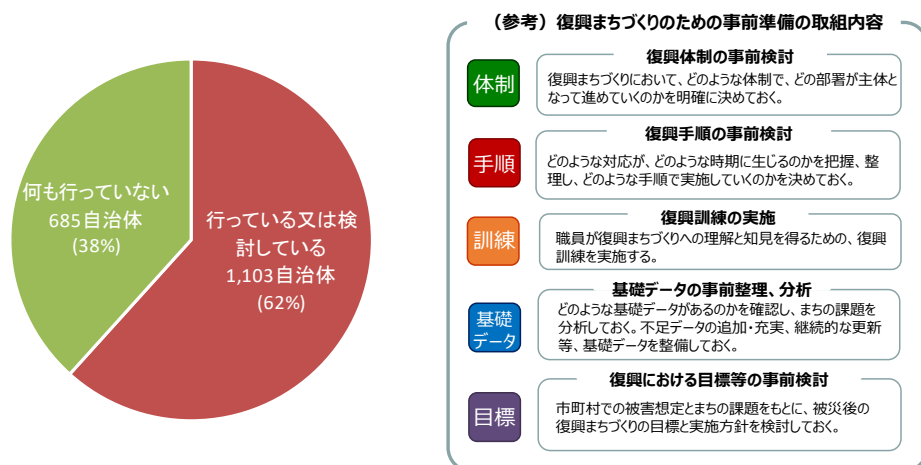 何も行っていない
685自治体
(38%)
行っている又は検
討している
1,103自治体
(62%)
（参考）復興まちづくりのための事前準備の取組内容
体制
復興体制の事前検討
復興まちづくりにおいて、どのような体制で、どの部署が主体と
なって進めていくのかを明確に決めておく。
手順
復興手順の事前検討
どのような対応が、どのような時期に生じるのかを把握、整
理し、どのような手順で実施していくのかを決めておく。
訓練
復興訓練の実施
職員が復興まちづくりへの理解と知見を得るための、復興
訓練を実施する。
基礎
データ
基礎データの事前整理、分析
どのような基礎データがあるのかを確認し、まちの課題を
分析しておく。不足データの追加・充実、継続的な更新
等、基礎データを整備しておく。
目標
復興における目標等の事前検討
市町村での被害想定とまちの課題をもとに、被災後の
復興まちづくりの目標と実施方針を検討しておく。